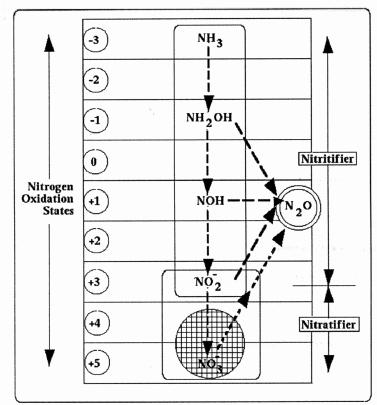 -3
NH3
-2
-1
NH2OH
0
Nitritifier
Nitrogen
Oxidation
States
+1
NOH
N2O
+2
+3
NO2-
+4
Nitratifier
+5
NO3-